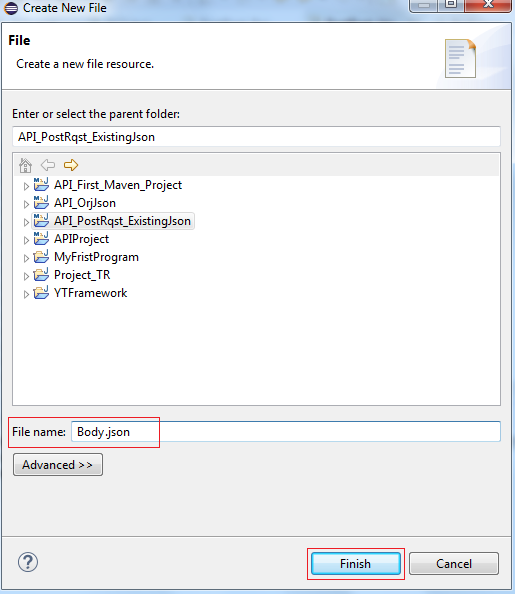 Create New File
File
Create a new file resource.
Enter or select the parent folder:
API_PostRqst_ExistingJson
API_First_Maven_Project
API_OrjJson
API_PostRqst_ExistingJson
APIProject
MyFristProgram
Project_TR
YTFramework
File name: Body.json
Advanced >>
Finish Cancel